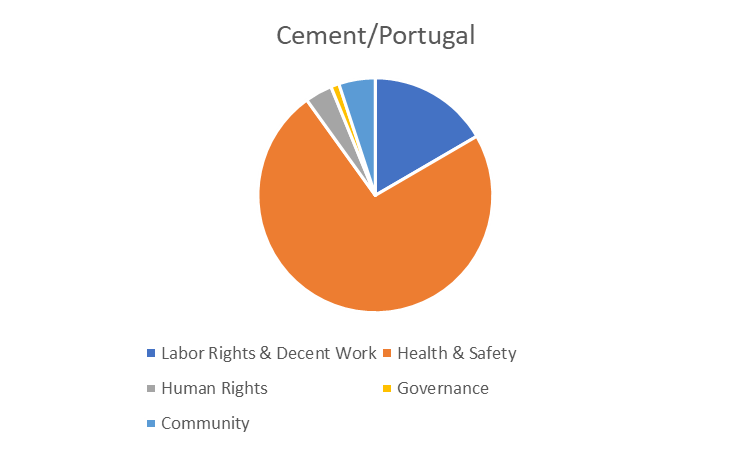 Cement/Portugal
Labor Rights & Decent Work Health & Safety
Human Rights Governance
Community